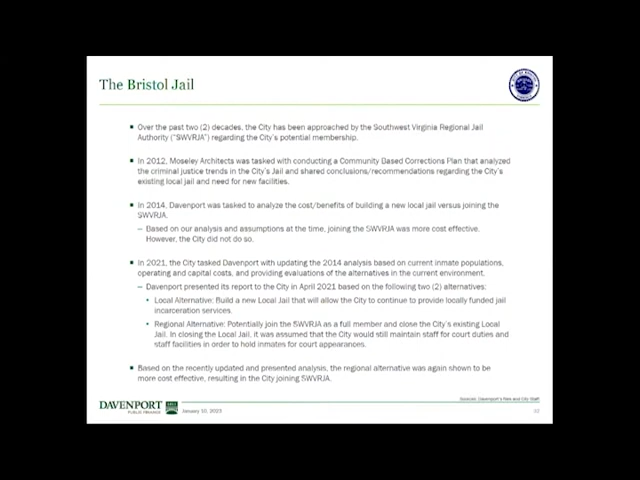 The Bristol Jail
▪ Over the past two (2) decades, the City has been approached by the Southwest Virginia Regional Jail
Authority ("SWVRJA") regarding the City's potential membership.
▪ In 2012, Moseley Architects was tasked with conducting a Community Based Corrections Plan that analyzed
the criminal justice trends in the City's Jail and shared conclusions/recommendations regarding the City's
existing local jail and need for new facilities.
▪ In 2014, Davenport was tasked to analyze the cost/benefits of building a new local jail versus joining the
SWVRJA.
– Based on our analysis and assumptions at the time, joining the SWVRJA was more cost effective.
However, the City did not do so.
▪ In 2021, the City tasked Davenport with updating the 2014 analysis based on current inmate populations,
operating and capital costs, and providing evaluations of the alternatives in the current environment.
– Davenport presented its report to the City in April 2021 based on the following two (2) alternatives:
• Local Alternative: Build a new Local Jail that will allow the City to continue to provide locally funded jail
incarceration services.
• Regional Alternative: Potentially join the SWVRJA as a full member and close the City's existing Local
Jail. In closing the Local Jail, it was assumed that the City would still maintain staff for court duties and
staff facilities in order to hold inmates for court appearances.
▪ Based on the recently updated and presented analysis, the regional alternative was again shown to be
more cost effective, resulting in the City joining SWVRJA.
DAVENPORT
PUBLIC FINANCE
January 10, 2023